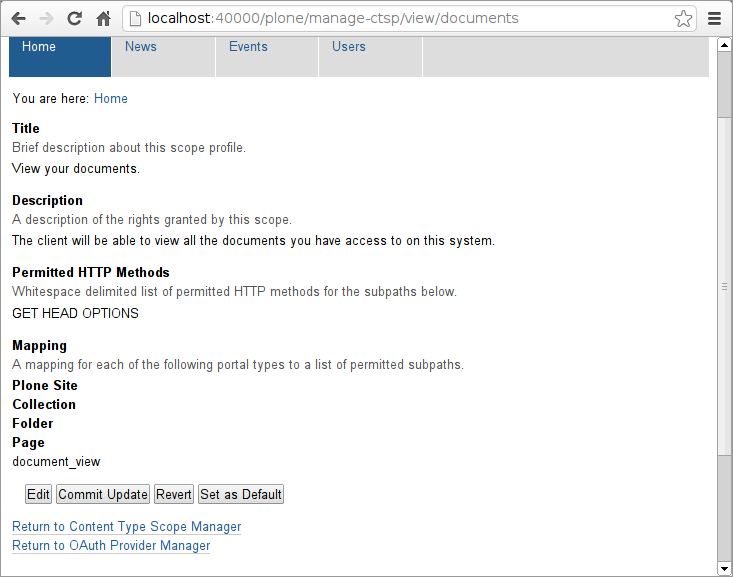 localhost:40000/plone/manage-ctsp/view/documents
Home News Events Users
You are here: Home
Title
Brief description about this scope profile.
View your documents.
Description
A description of the rights granted by this scope.
The client will be able to view all the documents you have access to on this system.
Permitted HTTP Methods
Whitespace delimited list of permitted HTTP methods for the subpaths below.
GET HEAD OPTIONS
Mapping
A mapping for each of the following portal types to a list of permitted subpaths.
Plone Site
Collection
Folder
Page
document_view
Edit Commit Update Revert Set as Default
Return to Content Type Scope Manager
Return to OAuth Provider Manager